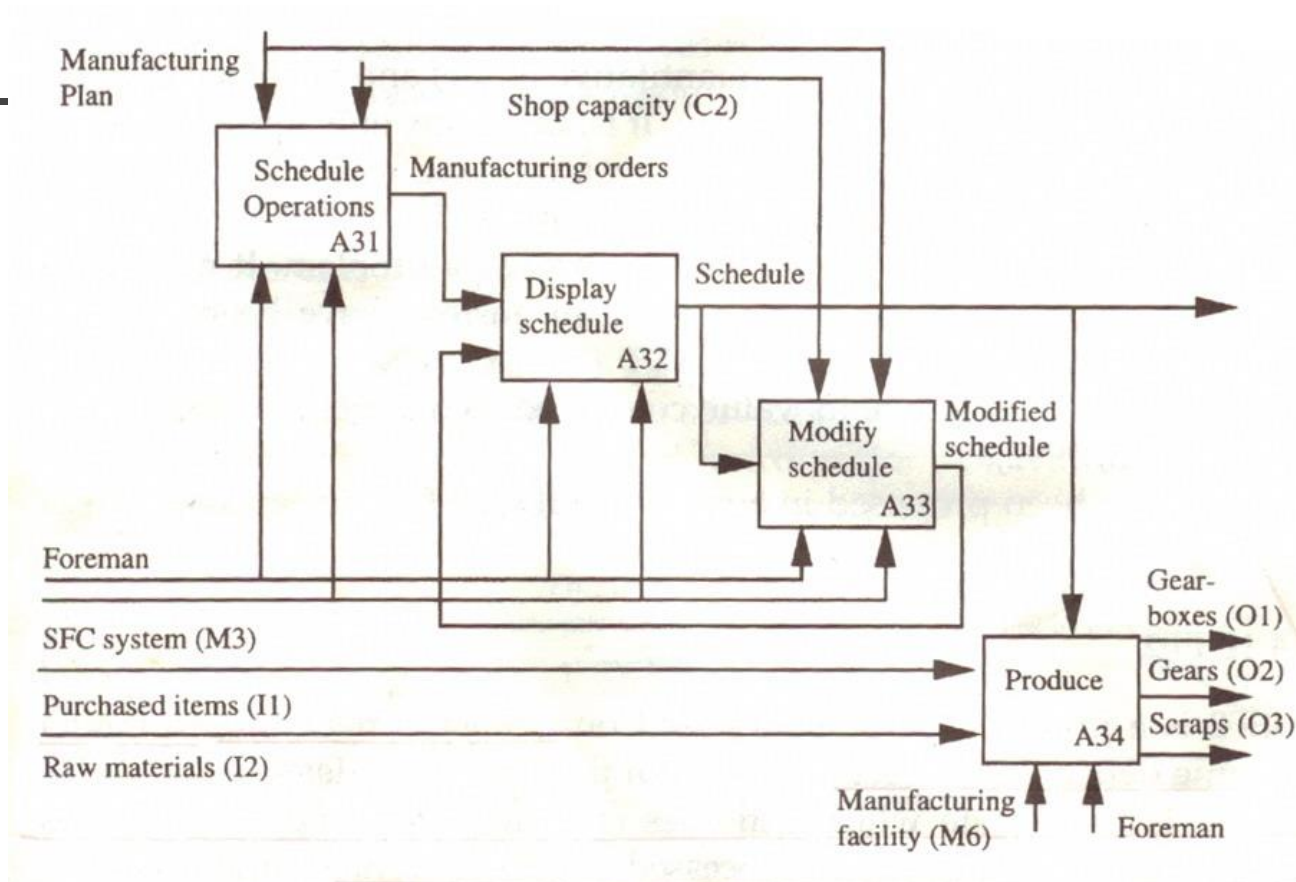 Manufacturing
Plan
Shop capacity (C2)
Schedule
Operations
A31
Manufacturing orders
Display
schedule
A32
Schedule
Modify
schedule
A33
Modified
schedule
Foreman
SFC system (M3)
Purchased items (I1)
Raw materials (I2)
Produce
A34
Gear-
boxes (O1)
Gears (O2)
Scraps (O3)
Manufacturing
facility (M6)
Foreman